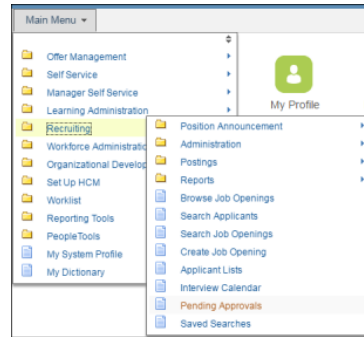 Main Menu
Offer Management
Self Service
Manager Self Service
Learning Administration
My Profile
Recruiting
Workforce Administratio
Organizational Develop
Set Up HCM
Worklist
Reporting Tools
PeopleTools
My System Profile
My Dictionary
Position Announcement
Administration
Postings
Reports
Browse Job Openings
Search Applicants
Search Job Openings
Create Job Opening
Applicant Lists
Interview Calendar
Pending Approvals
Saved Searches